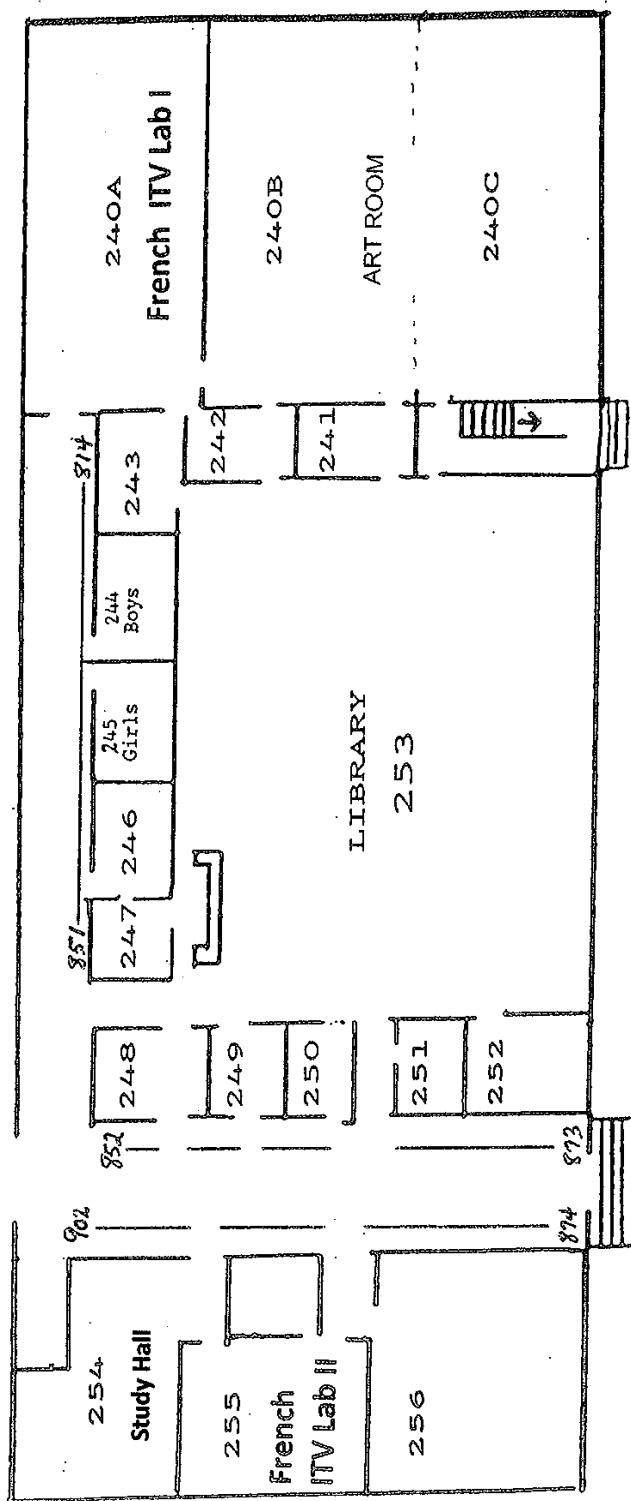 240A
French ITV Lab I
240B
ART ROOM
240C
814
243
242
241
244
Boys
245
Girls
246
851
247
LIBRARY
253
248
249
250
251
252
852
873
902
874
254
Study Hall
255
French
ITV Lab II
256